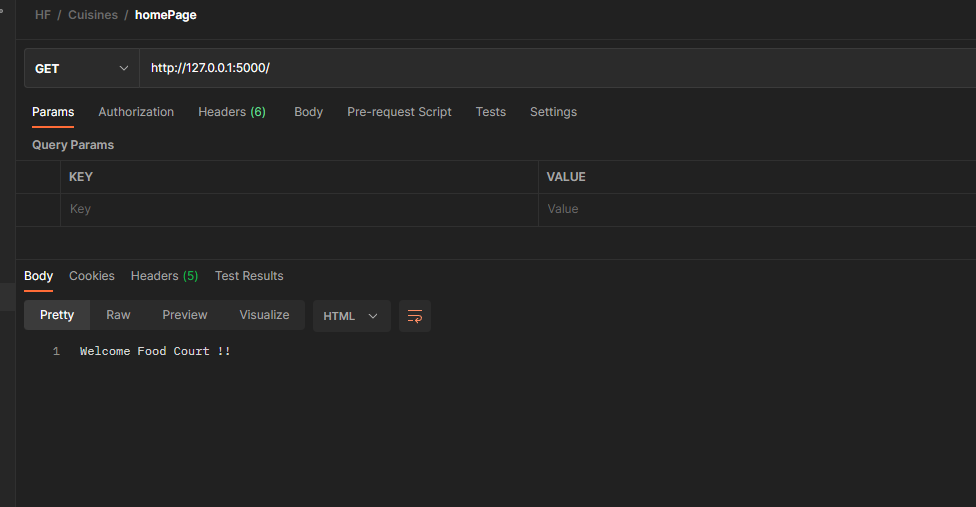 HF / Cuisines / homePage
GET http://127.0.0.1:5000/
Params Authorization Headers (6) Body Pre-request Script Tests Settings
Query Params
KEY VALUE
Key Value
Body Cookies Headers (5) Test Results
Pretty Raw Preview Visualize HTML
1 Welcome Food Court !!